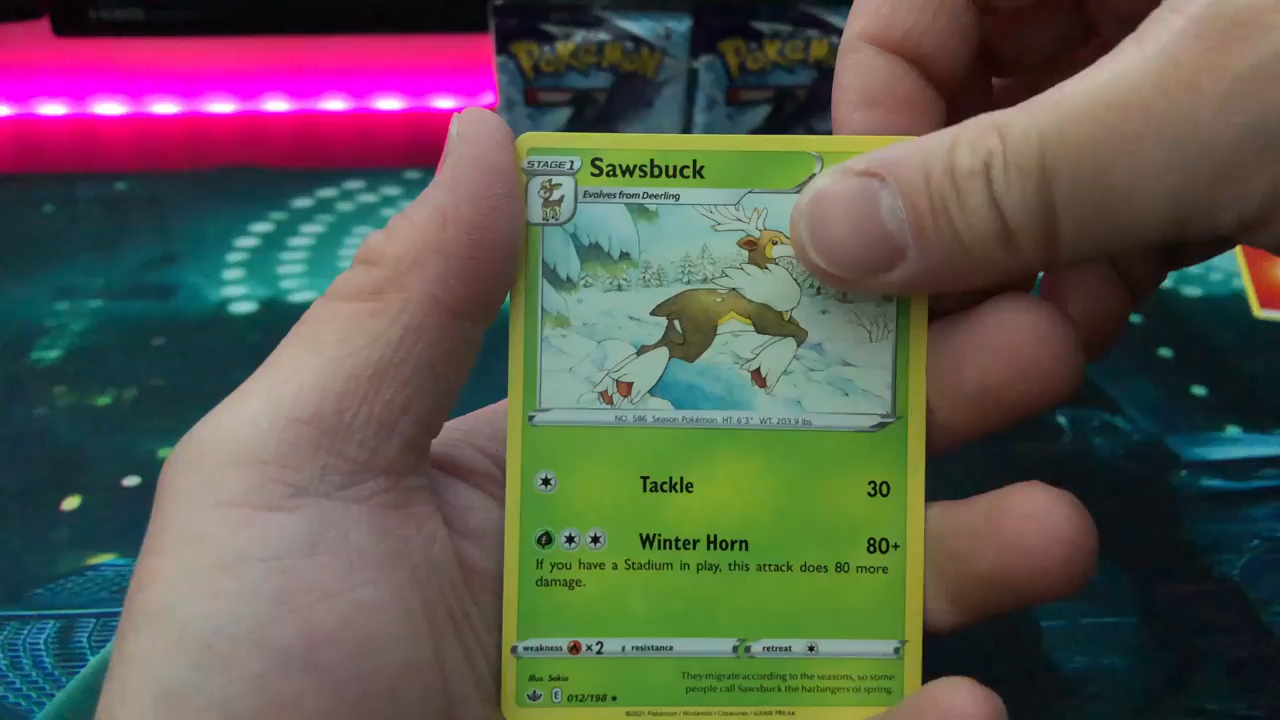 POKÉMON POKÉM
STAGE 1 Sawsbuck
Evolves from Deerling
NO. 586 Season Pokémon HT: 6'3" WT: 203.9 lbs
Tackle 30
Winter Horn 80+
If you have a Stadium in play, this attack does 80 more
damage.
weakness ×2 resistance retreat
Illus. Sekio
They migrate according to the seasons, so some
people call Sawsbuck the harbingers of spring.
E 012/198 ★
©2021 Pokémon / Nintendo / Creatures / GAME FREAK